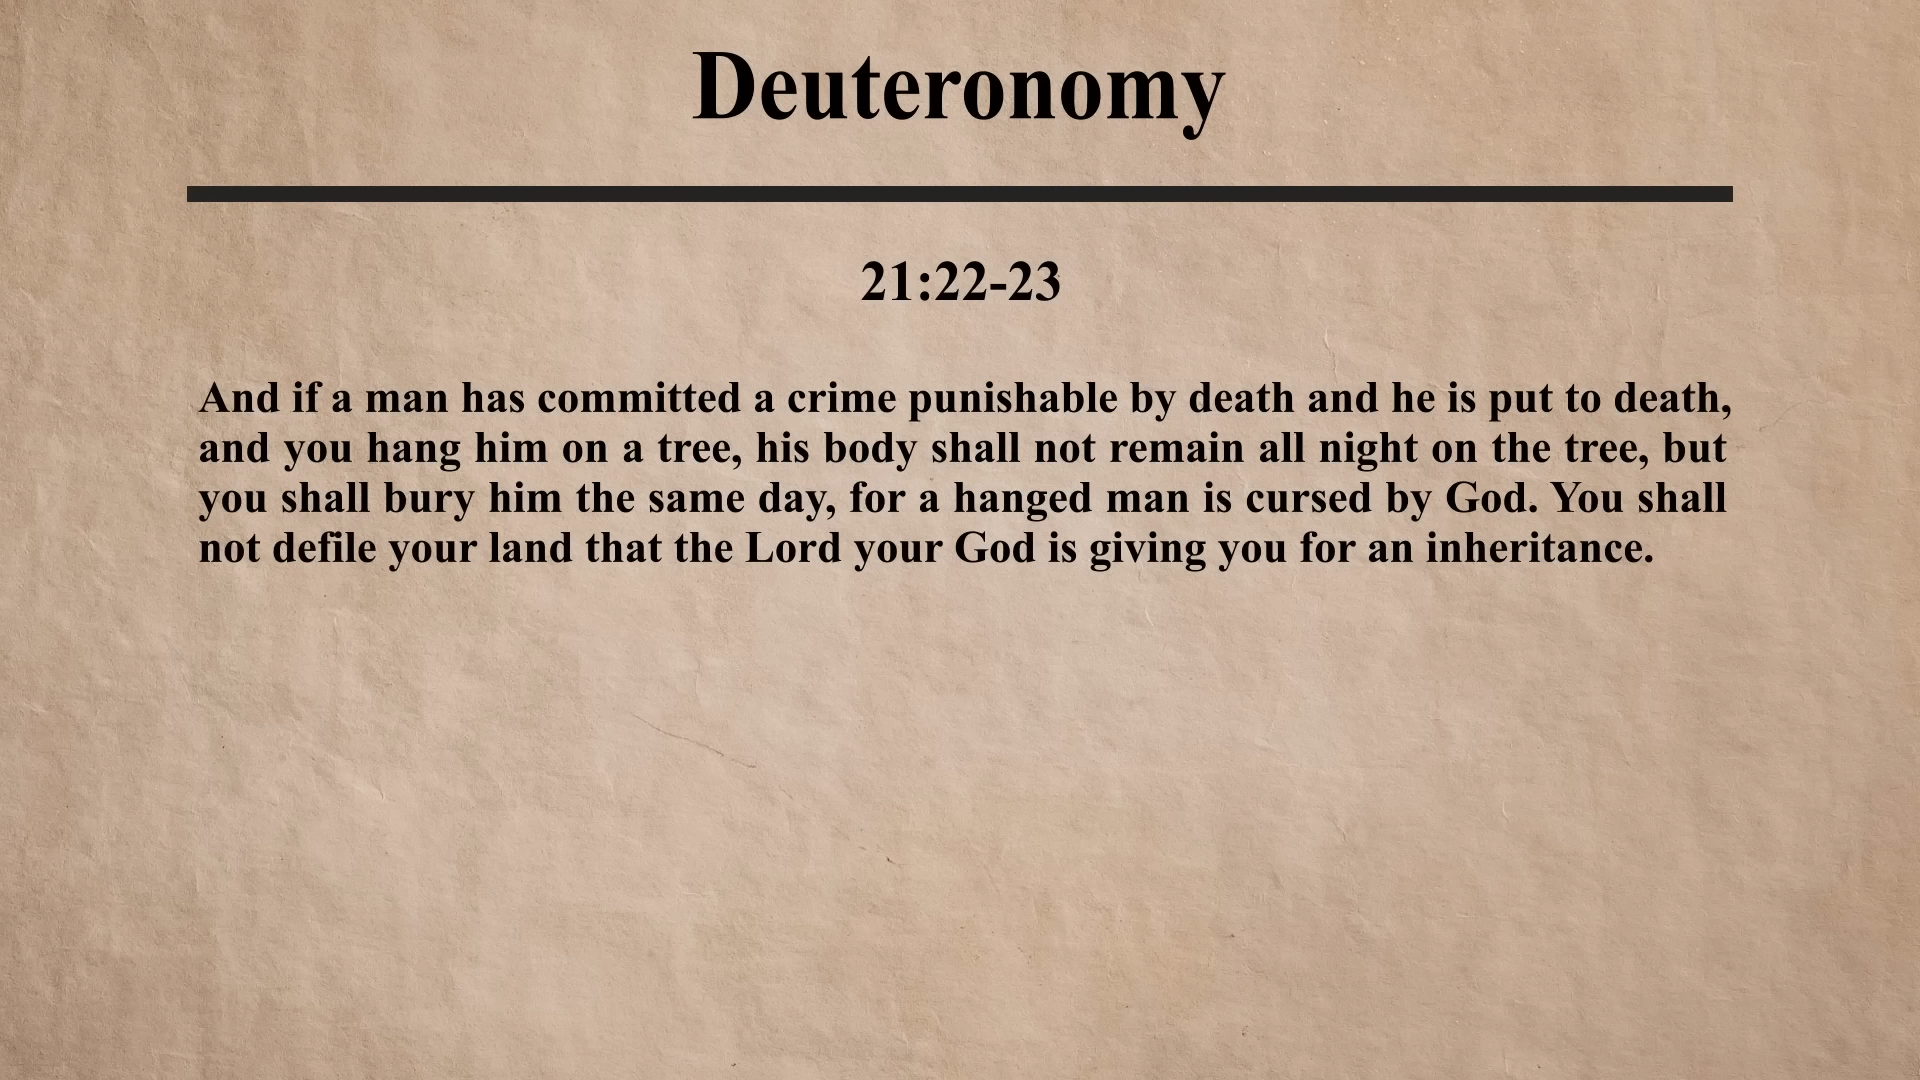 Deuteronomy
21:22-23
And if a man has committed a crime punishable by death and he is put to death,
and you hang him on a tree, his body shall not remain all night on the tree, but
you shall bury him the same day, for a hanged man is cursed by God. You shall
not defile your land that the Lord your God is giving you for an inheritance.